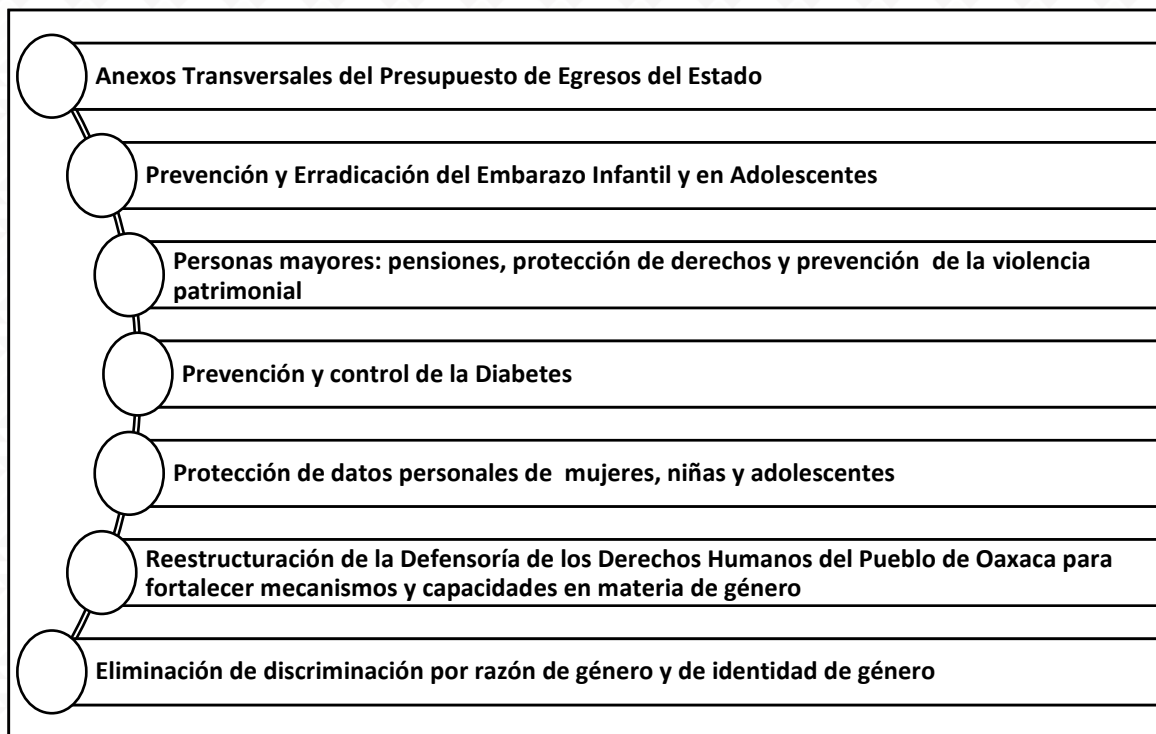 Anexos Transversales del Presupuesto de Egresos del Estado
Prevención y Erradicación del Embarazo Infantil y en Adolescentes
Personas mayores: pensiones, protección de derechos y prevención  de la violencia
patrimonial
Prevención y control de la Diabetes
Protección de datos personales de  mujeres, niñas y adolescentes
Reestructuración de la Defensoría de los Derechos Humanos del Pueblo de Oaxaca para
fortalecer mecanismos y capacidades en materia de género
Eliminación de discriminación por razón de género y de identidad de género